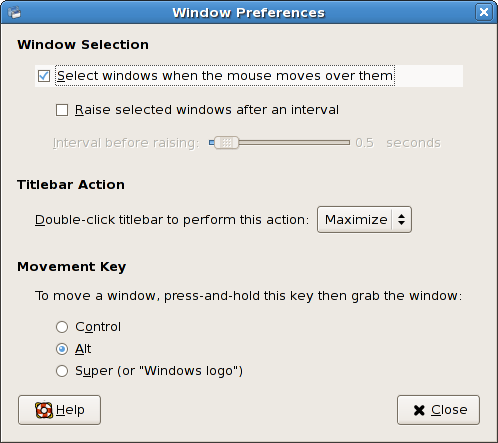 Window Preferences
Window Selection
Select windows when the mouse moves over them
Raise selected windows after an interval
Interval before raising: 0.5 seconds
Titlebar Action
Double-click titlebar to perform this action: Maximize
Movement Key
To move a window, press-and-hold this key then grab the window:
Control
Alt
Super (or "Windows logo")
Help Close